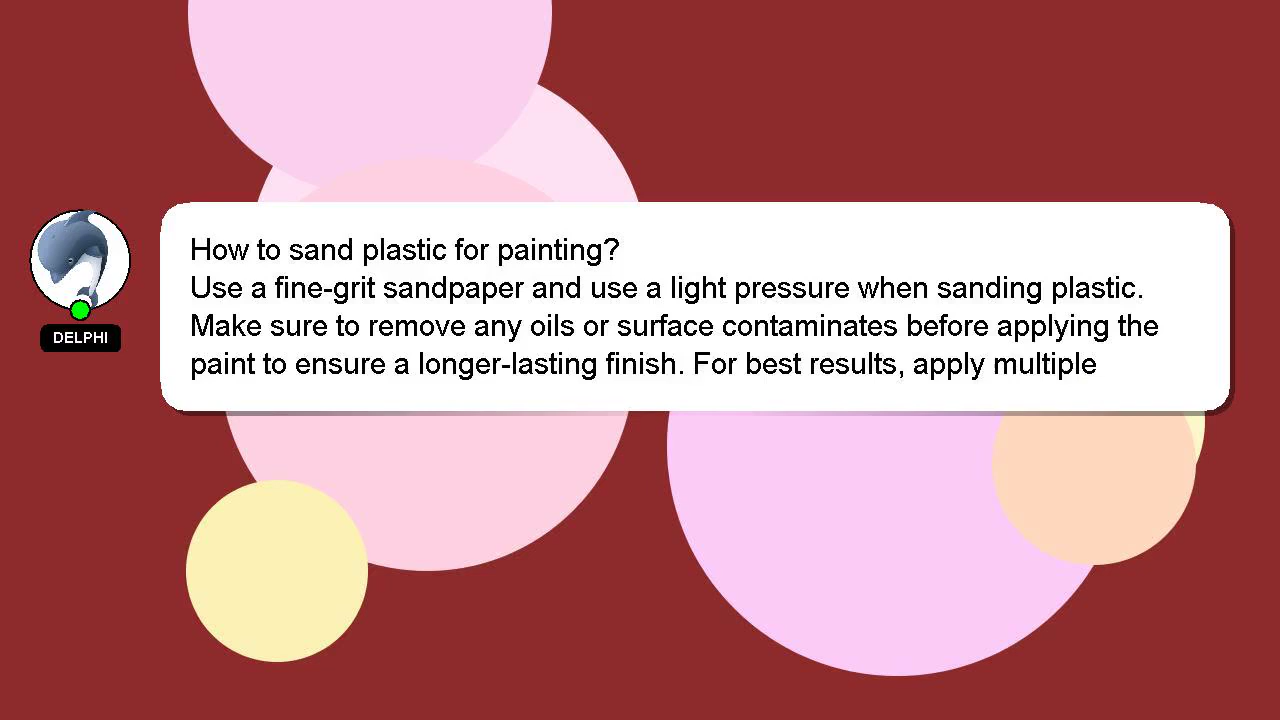 DELPHI
How to sand plastic for painting?
Use a fine-grit sandpaper and use a light pressure when sanding plastic.
Make sure to remove any oils or surface contaminates before applying the
paint to ensure a longer-lasting finish. For best results, apply multiple